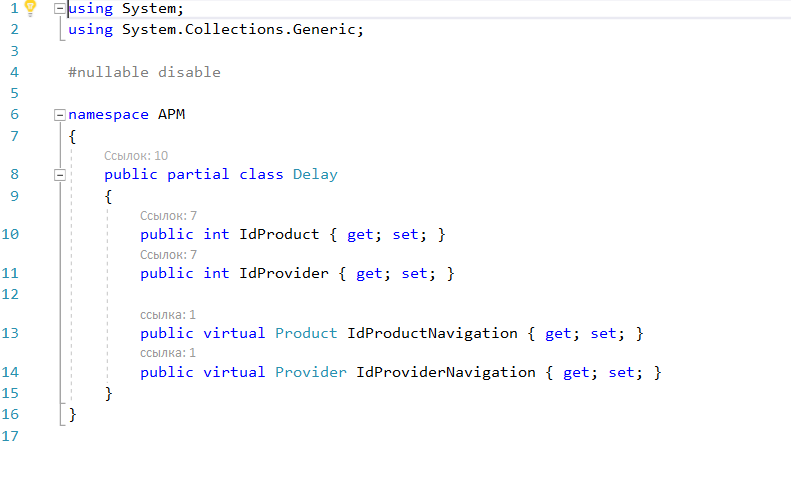 1 using System;
2 using System.Collections.Generic;
3
4 #nullable disable
5
6 namespace APM
7 {
Ссылок: 10
8 public partial class Delay
9 {
Ссылок: 7
10 public int IdProduct { get; set; }
Ссылок: 7
11 public int IdProvider { get; set; }
12
ссылка: 1
13 public virtual Product IdProductNavigation { get; set; }
ссылка: 1
14 public virtual Provider IdProviderNavigation { get; set; }
15 }
16 }
17